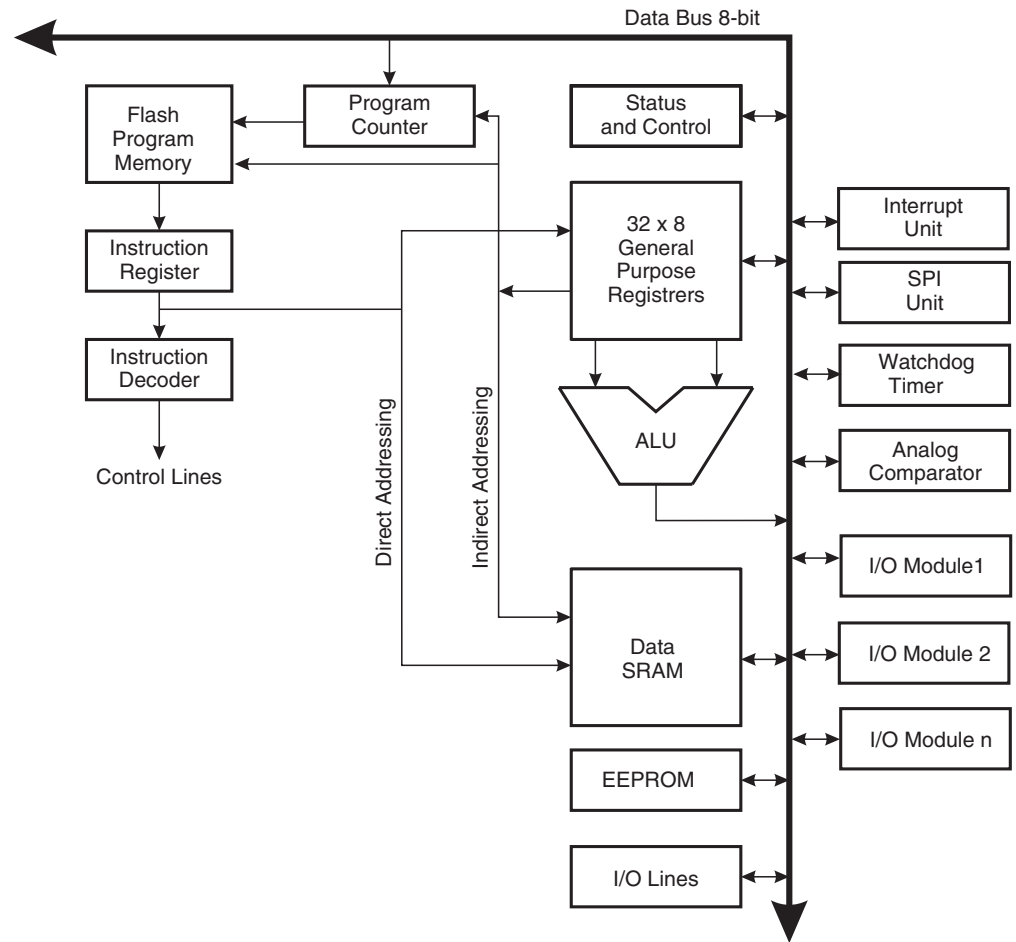 Data Bus 8-bit
Flash
Program
Memory
Program
Counter
Status
and Control
Instruction
Register
32 x 8
General
Purpose
Registrers
Interrupt
Unit
SPI
Unit
Instruction
Decoder
Watchdog
Timer
Control Lines
Direct Addressing
Indirect Addressing
ALU
Analog
Comparator
I/O Module1
Data
SRAM
I/O Module 2
I/O Module n
EEPROM
I/O Lines